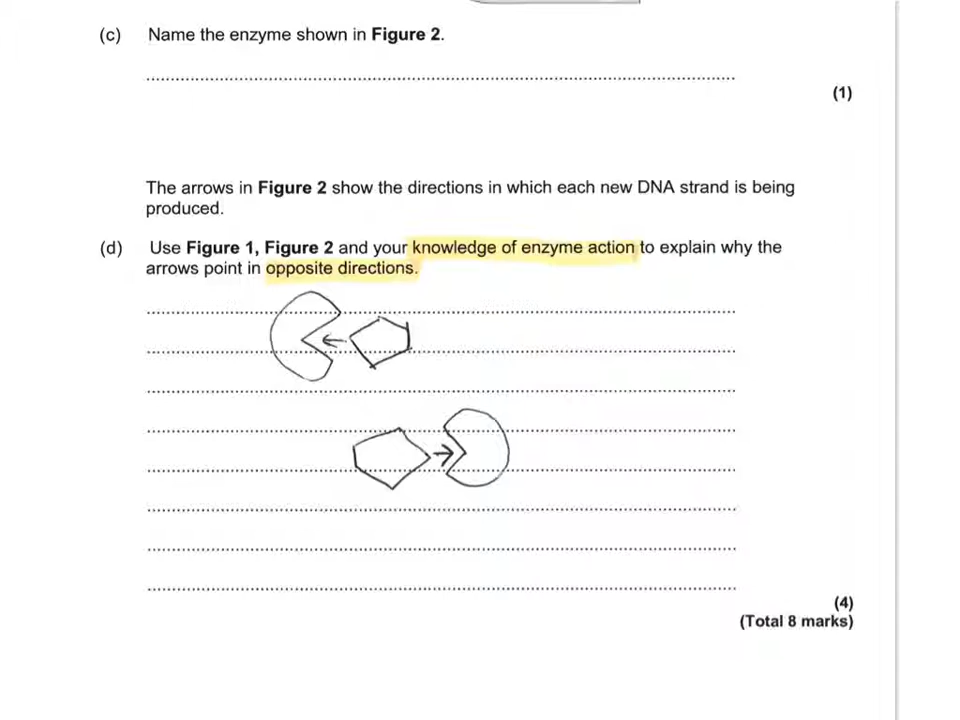 (c) Name the enzyme shown in Figure 2.
(1)
The arrows in Figure 2 show the directions in which each new DNA strand is being
produced.
(d) Use Figure 1, Figure 2 and your knowledge of enzyme action to explain why the
arrows point in opposite directions.
(4)
(Total 8 marks)